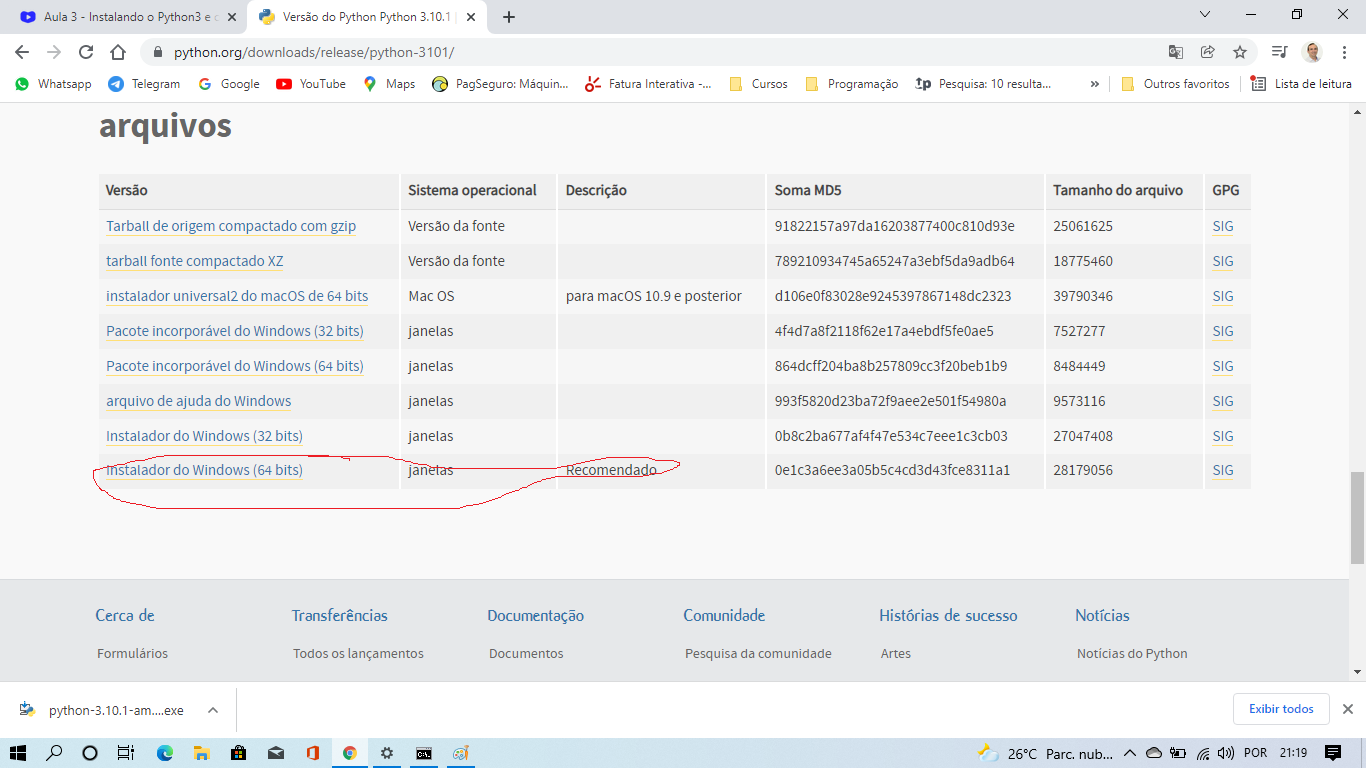 Aula 3 - Instalando o Python3 e
Versão do Python Python 3.10.1
python.org/downloads/release/python-3101/
Whatsapp Telegram Google YouTube Maps PagSeguro: Máquin... Fatura Interativa -... Cursos Programação Pesquisa: 10 resulta... » Outros favoritos Lista de leitura
arquivos
Versão Sistema operacional Descrição Soma MD5 Tamanho do arquivo GPG
Tarball de origem compactado com gzip Versão da fonte 91822157a97da16203877400c810d93e 25061625 SIG
tarball fonte compactado XZ Versão da fonte 789210934745a65247a3ebf5da9adb64 18775460 SIG
instalador universal2 do macOS de 64 bits Mac OS para macOS 10.9 e posterior d106e0f83028e9245397867148dc2323 39790346 SIG
Pacote incorporável do Windows (32 bits) janelas 4f4d7a8f2118f62e17a4ebdf5fe0ae5 7527277 SIG
Pacote incorporável do Windows (64 bits) janelas 864dcff204ba8b257809cc3f20beb1b9 8484449 SIG
arquivo de ajuda do Windows janelas 993f5820d23ba72f9aee2e501f54980a 9573116 SIG
Instalador do Windows (32 bits) janelas 0b8c2ba677af4f47e534c7eee1c3cb03 27047408 SIG
Instalador do Windows (64 bits) janelas Recomendado 0e1c3a6ee3a05b5c4cd3d43fce8311a1 28179056 SIG
Cerca de Transferências Documentação Comunidade Histórias de sucesso Notícias
Formulários Todos os lançamentos Documentos Pesquisa da comunidade Artes Notícias do Python
python-3.10.1-am....exe Exibir todos
26°C Parc. nub... POR 21:19